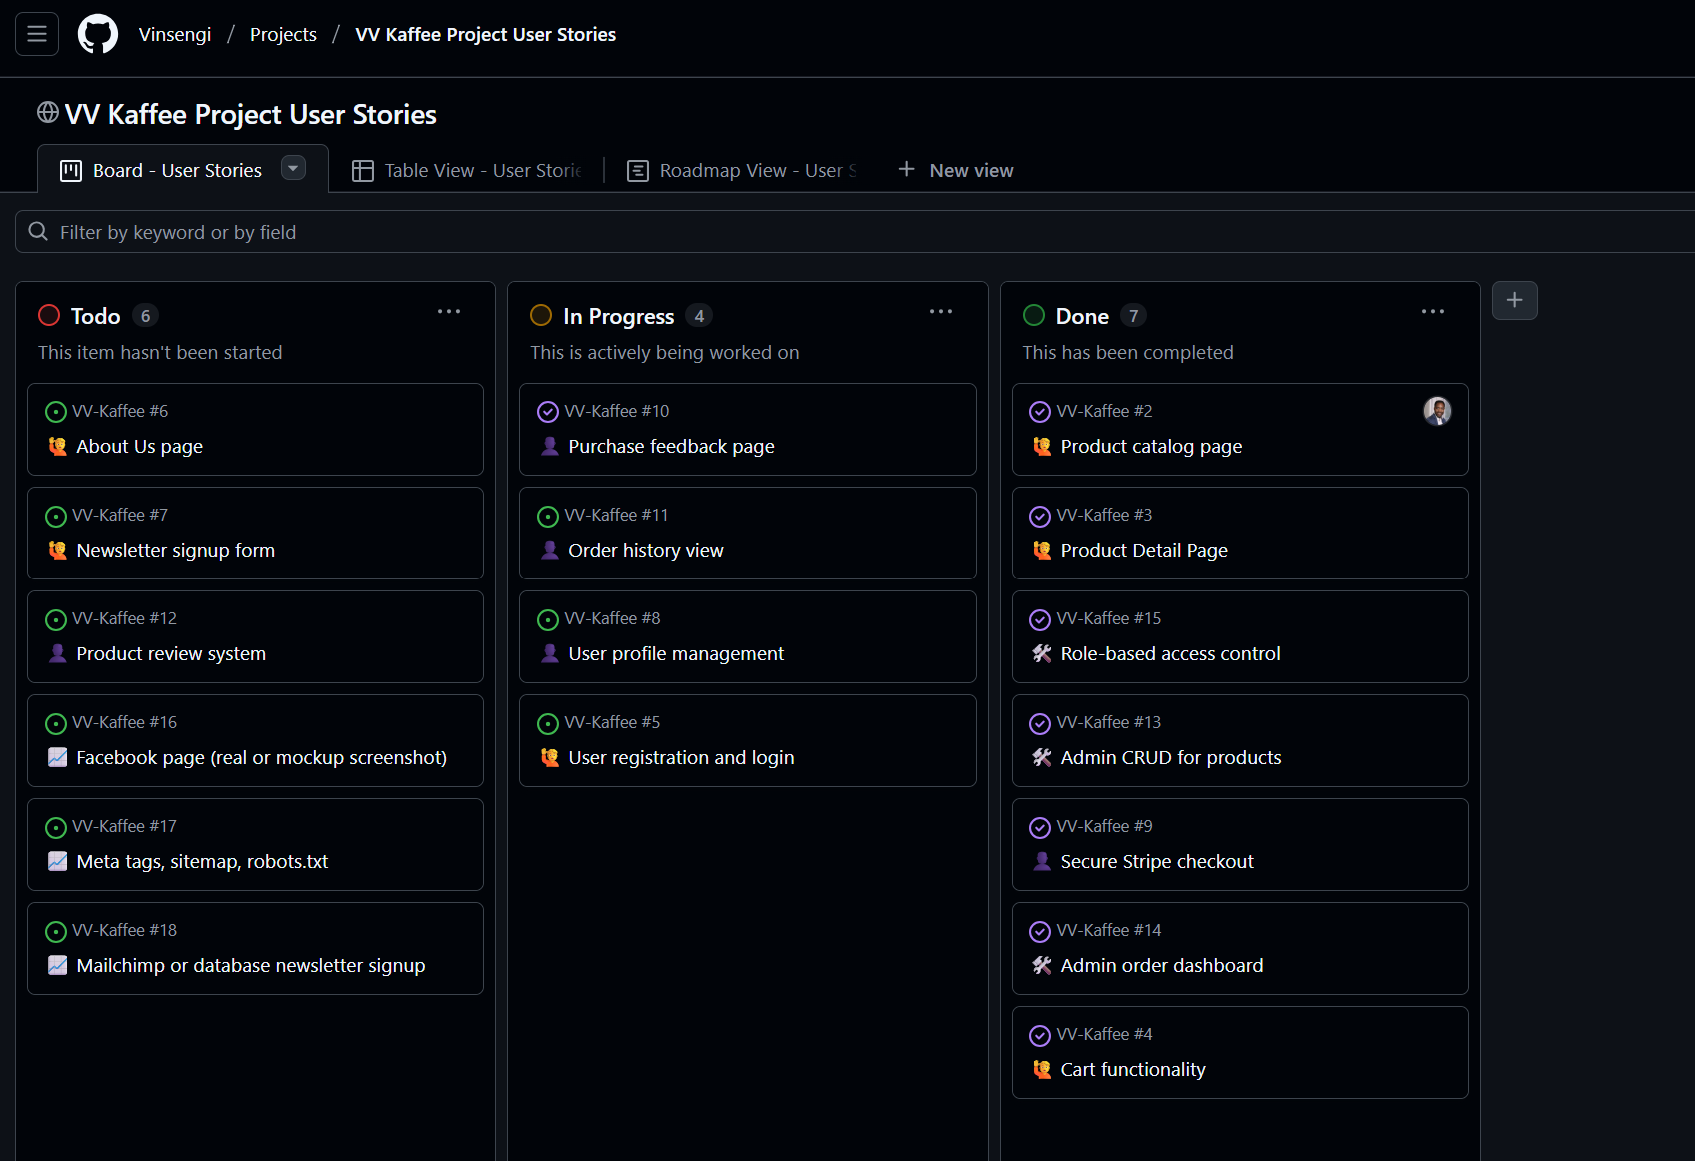 Vinsengi / Projects / VV Kaffee Project User Stories
VV Kaffee Project User Stories
Board - User Stories
Table View - User Storie
Roadmap View - User S
New view
Filter by keyword or by field
Todo 6
This item hasn't been started
VV-Kaffee #6
About Us page
VV-Kaffee #7
Newsletter signup form
VV-Kaffee #12
Product review system
VV-Kaffee #16
Facebook page (real or mockup screenshot)
VV-Kaffee #17
Meta tags, sitemap, robots.txt
VV-Kaffee #18
Mailchimp or database newsletter signup
In Progress 4
This is actively being worked on
VV-Kaffee #10
Purchase feedback page
VV-Kaffee #11
Order history view
VV-Kaffee #8
User profile management
VV-Kaffee #5
User registration and login
Done 7
This has been completed
VV-Kaffee #2
Product catalog page
VV-Kaffee #3
Product Detail Page
VV-Kaffee #15
Role-based access control
VV-Kaffee #13
Admin CRUD for products
VV-Kaffee #9
Secure Stripe checkout
VV-Kaffee #14
Admin order dashboard
VV-Kaffee #4
Cart functionality